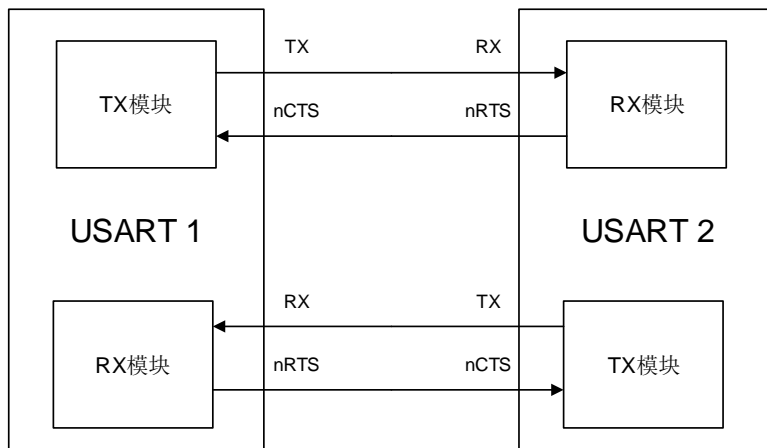 TX RX
TX模块 RX模块
nCTS nRTS
USART 1 USART 2
RX TX
RX模块 TX模块
nRTS nCTS